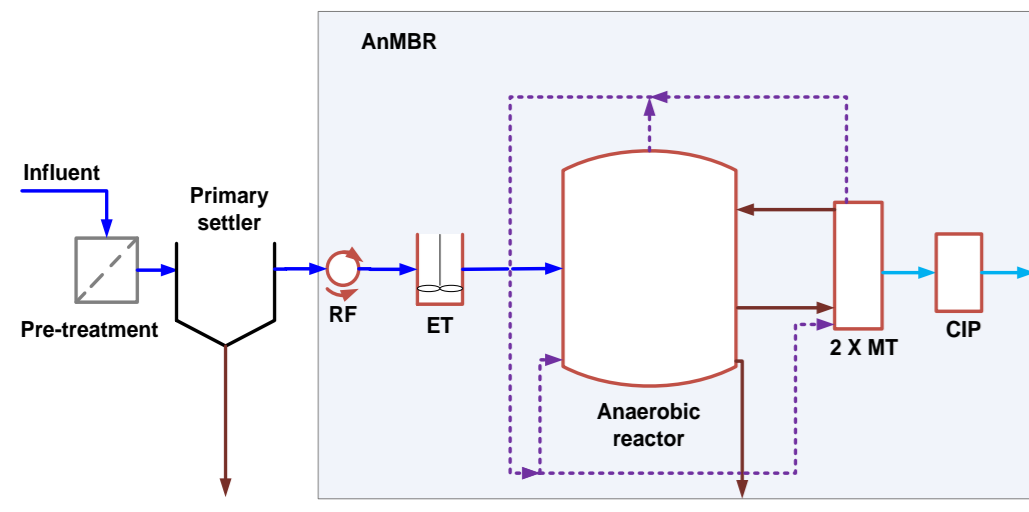 AnMBR
Influent
Primary
settler
Pre-treatment
RF
ET
Anaerobic
reactor
2 X MT
CIP